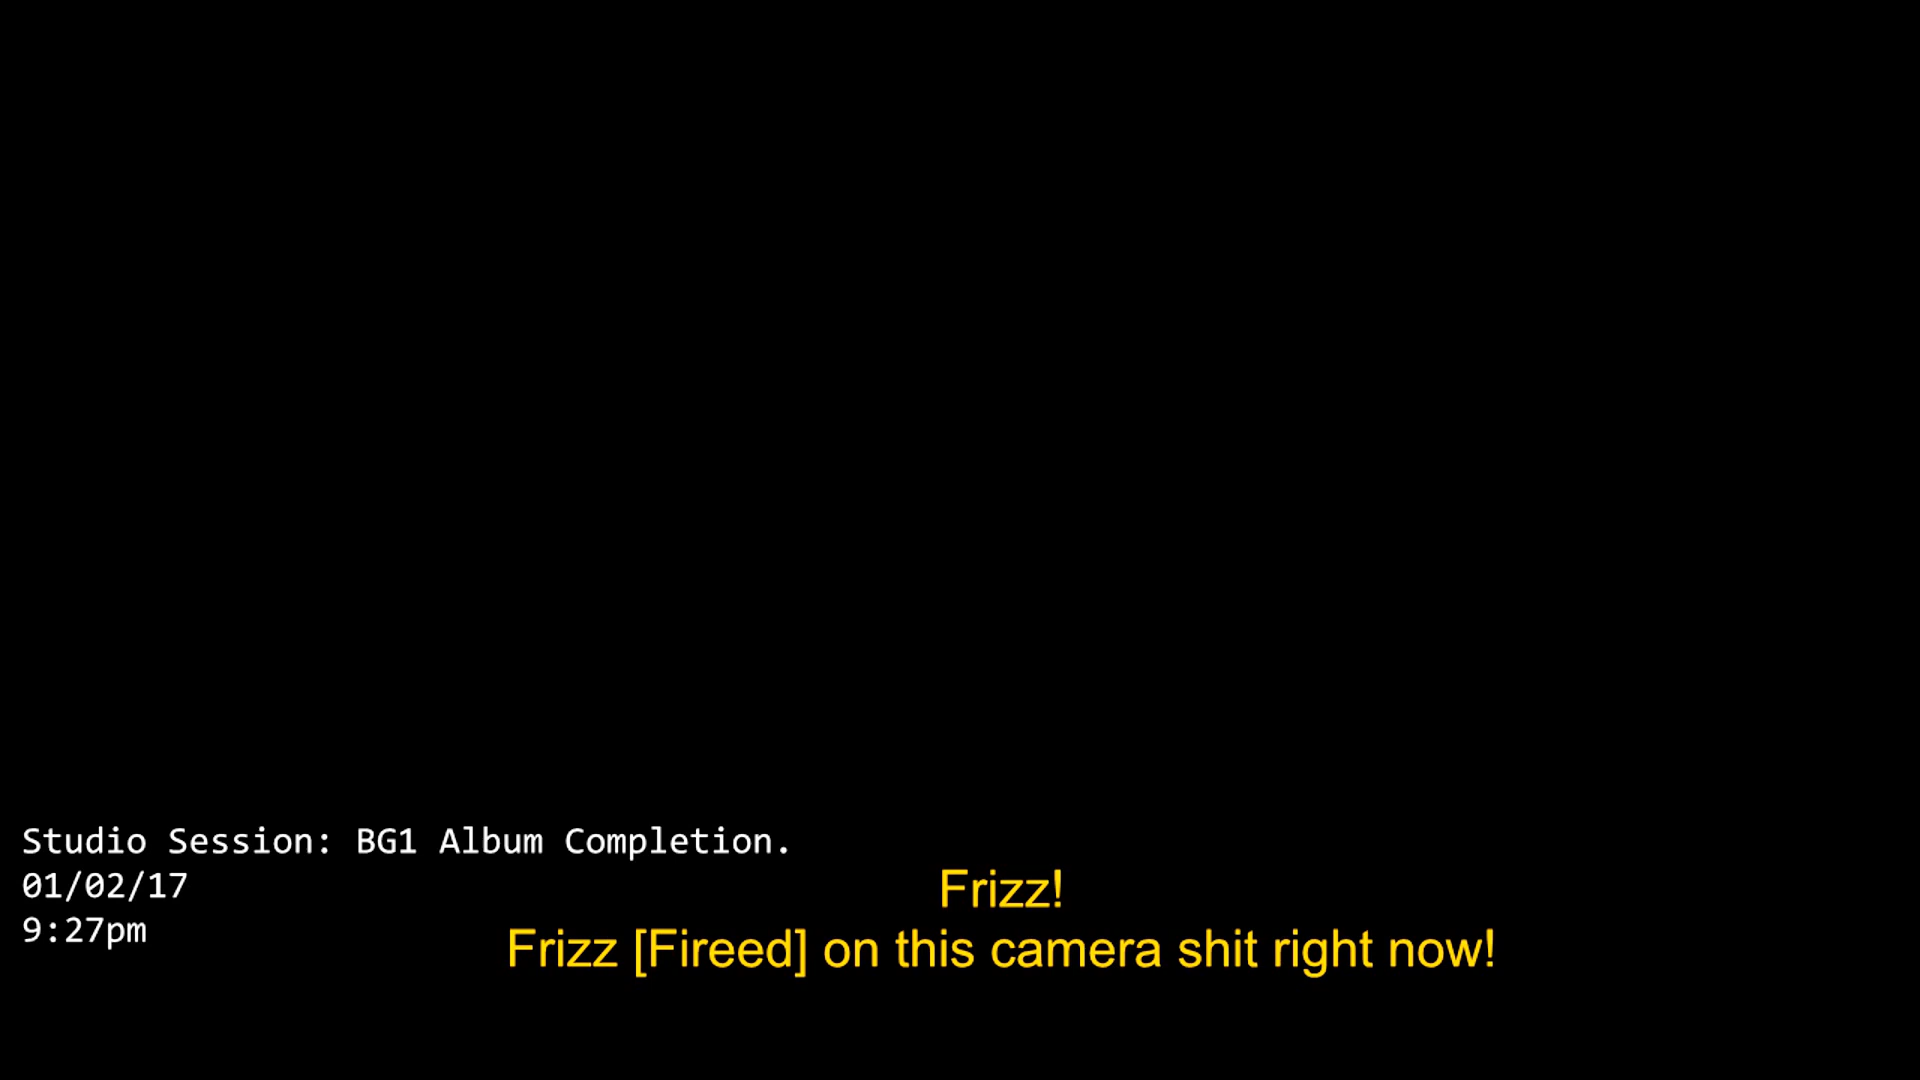 Studio Session: BG1 Album Completion.
01/02/17
9:27pm
Frizz!
Frizz [Fireed] on this camera shit right now!